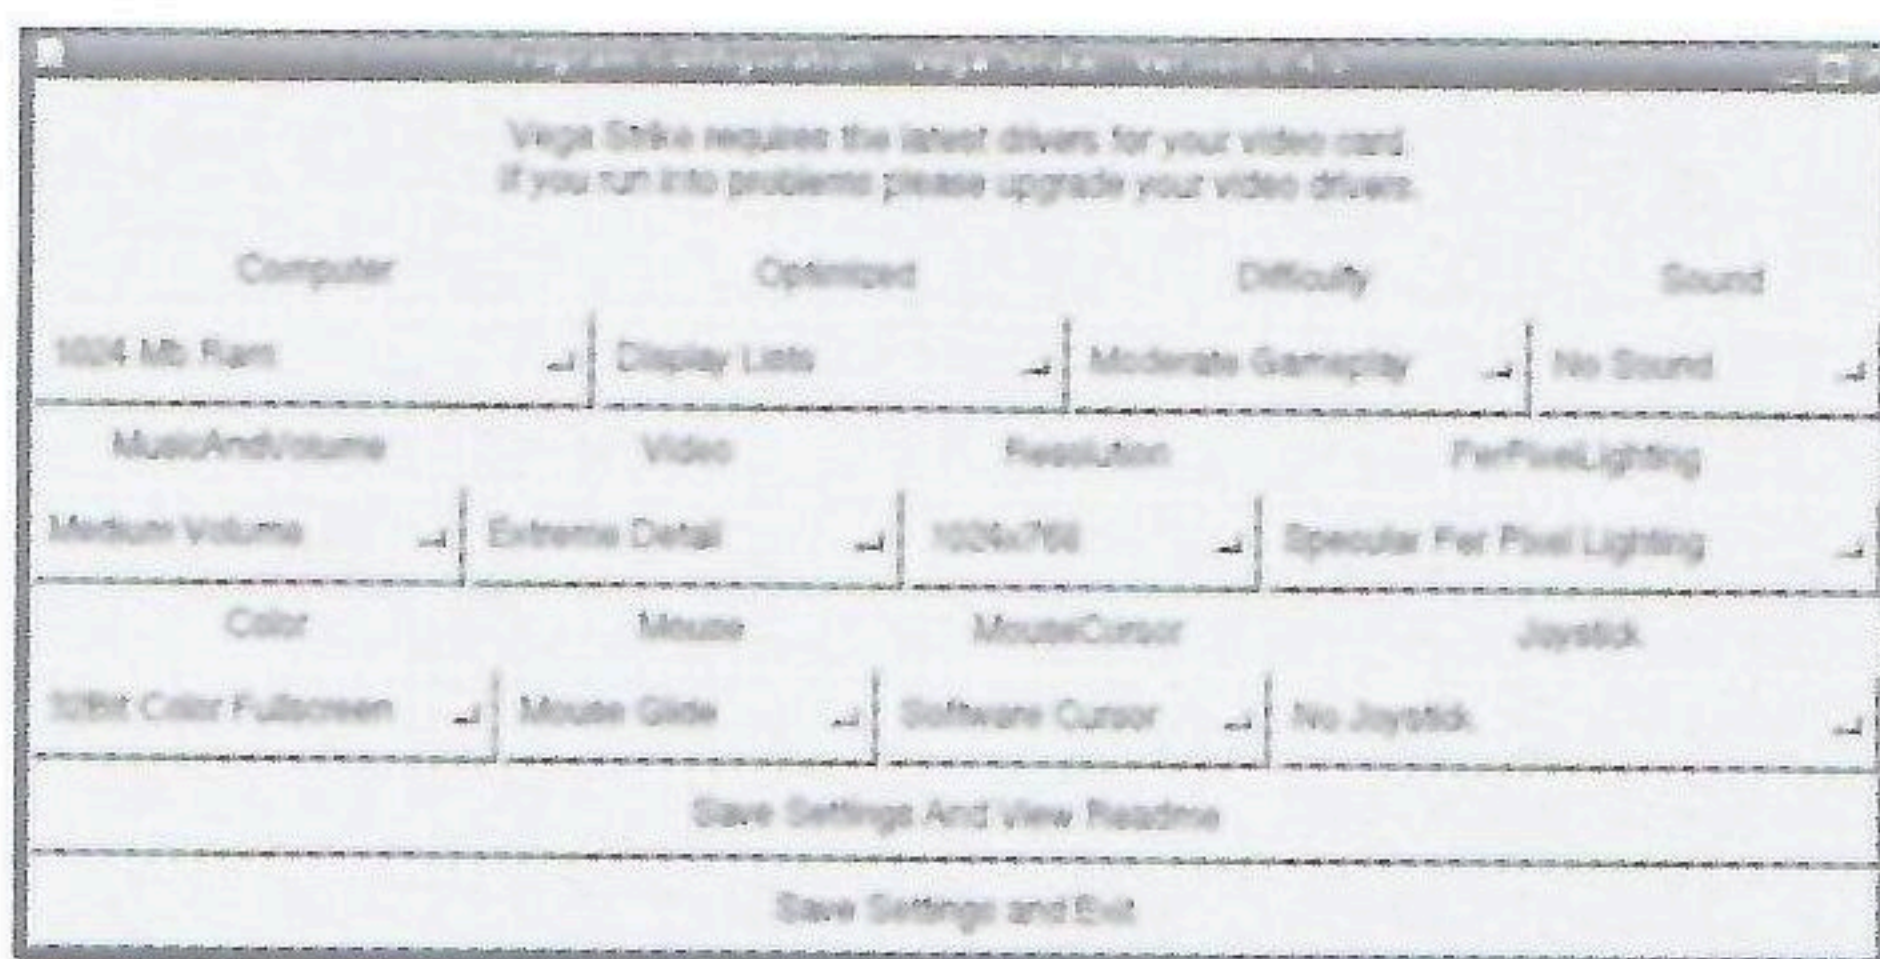 Vega Strike requires the latest drivers for your video card.
If you run into problems please upgrade your video drivers.
Computer Optimized Difficulty Sound
1024 Mb Ram Display Lists Moderate Gameplay No Sound
MusicAndVolume Video Resolution PerPixelLighting
Medium Volume Extreme Detail 1024x768 Specular Per Pixel Lighting
Color Mouse MouseCursor Joystick
32Bit Color Fullscreen Mouse Glide Software Cursor No Joystick
Save Settings And View Readme
Save Settings and Exit